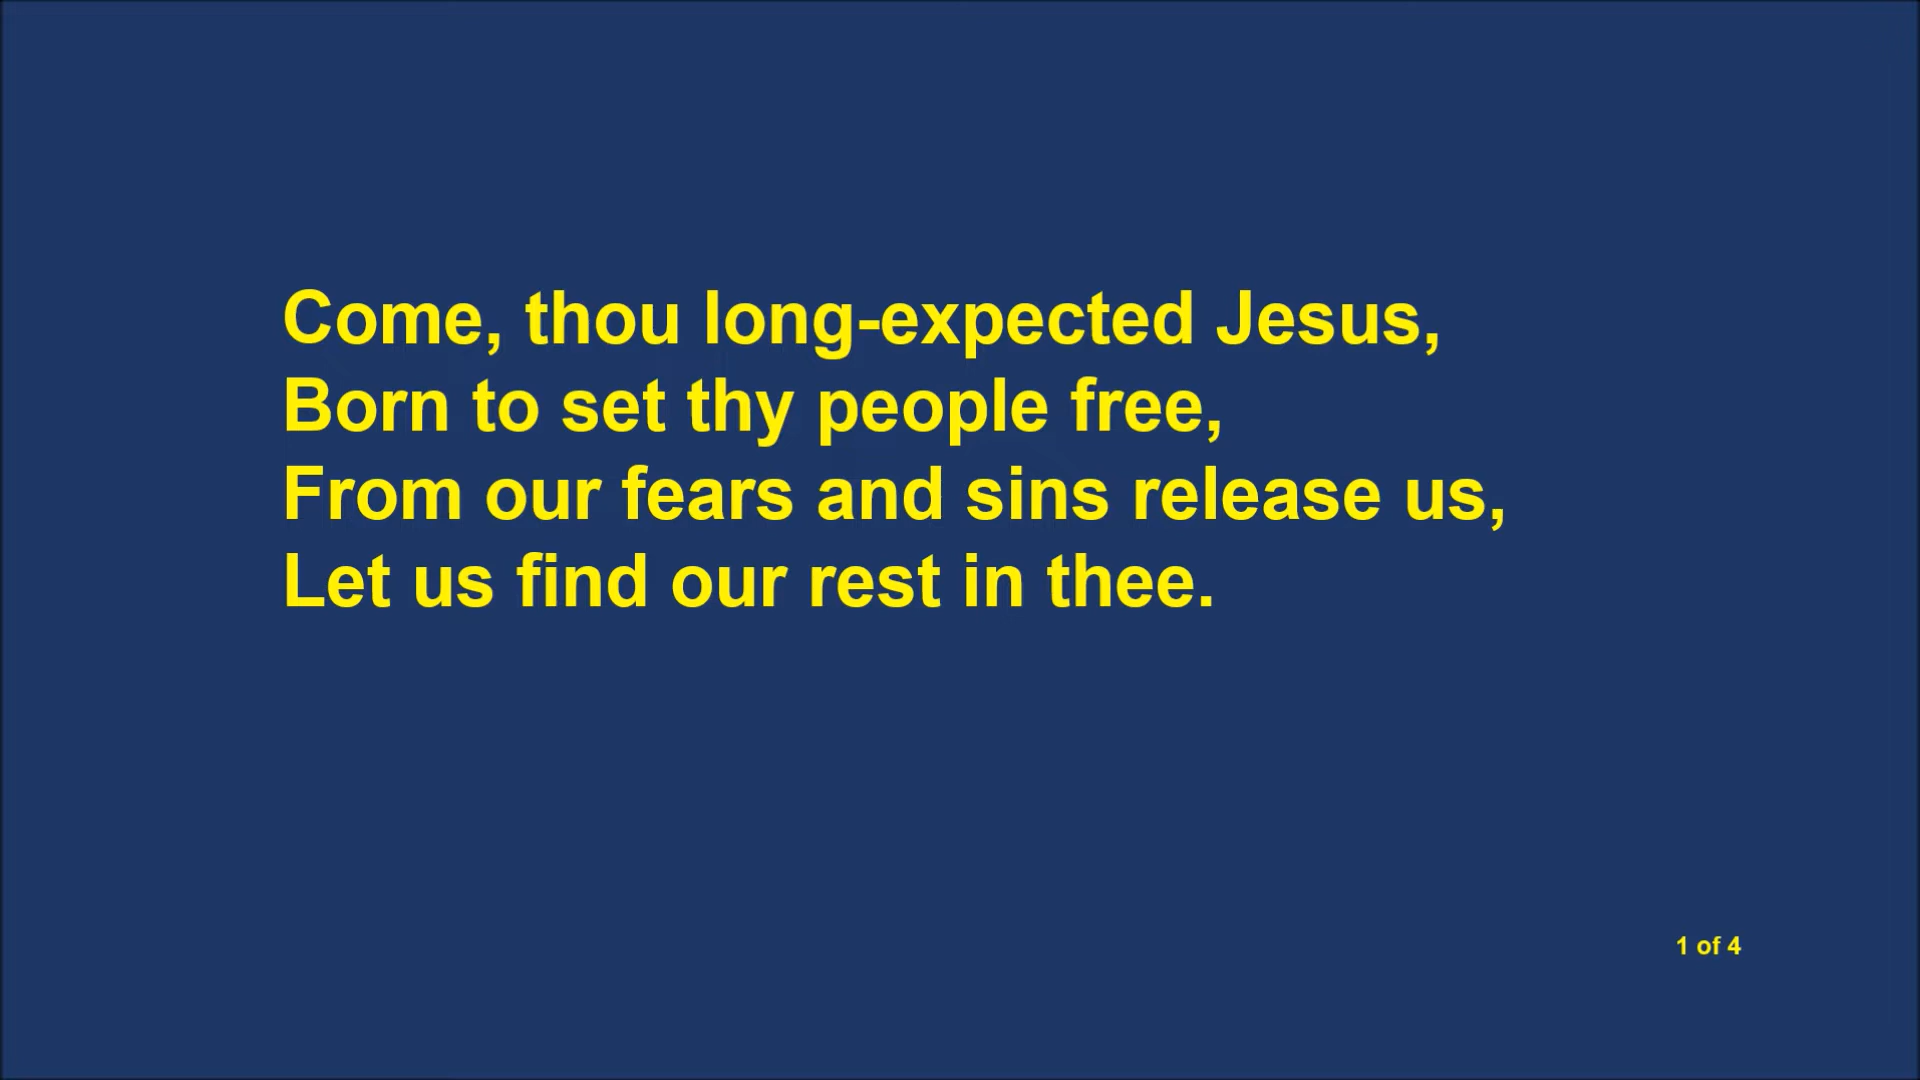 Come, thou long-expected Jesus,
Born to set thy people free,
From our fears and sins release us,
Let us find our rest in thee.
1 of 4